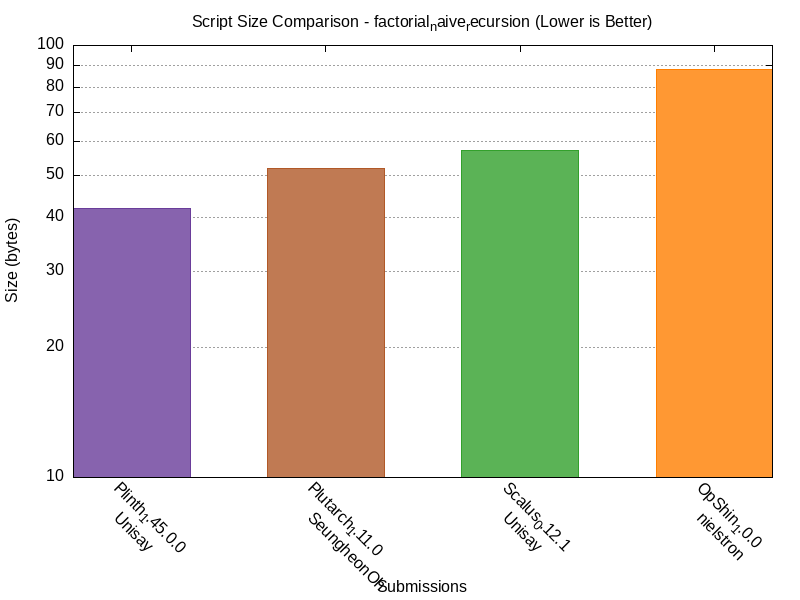 Script Size Comparison - factorial_naive_recursion (Lower is Better)
100
90
80
70
60
50
40
30
20
10
Size (bytes)
Plinth_1.45.0.0
Unisay
Plutarch_1.11.0
SeungheonOh
Scalus_0.12.1
Unisay
OpShin_1.0.0
nielstron
Submissions